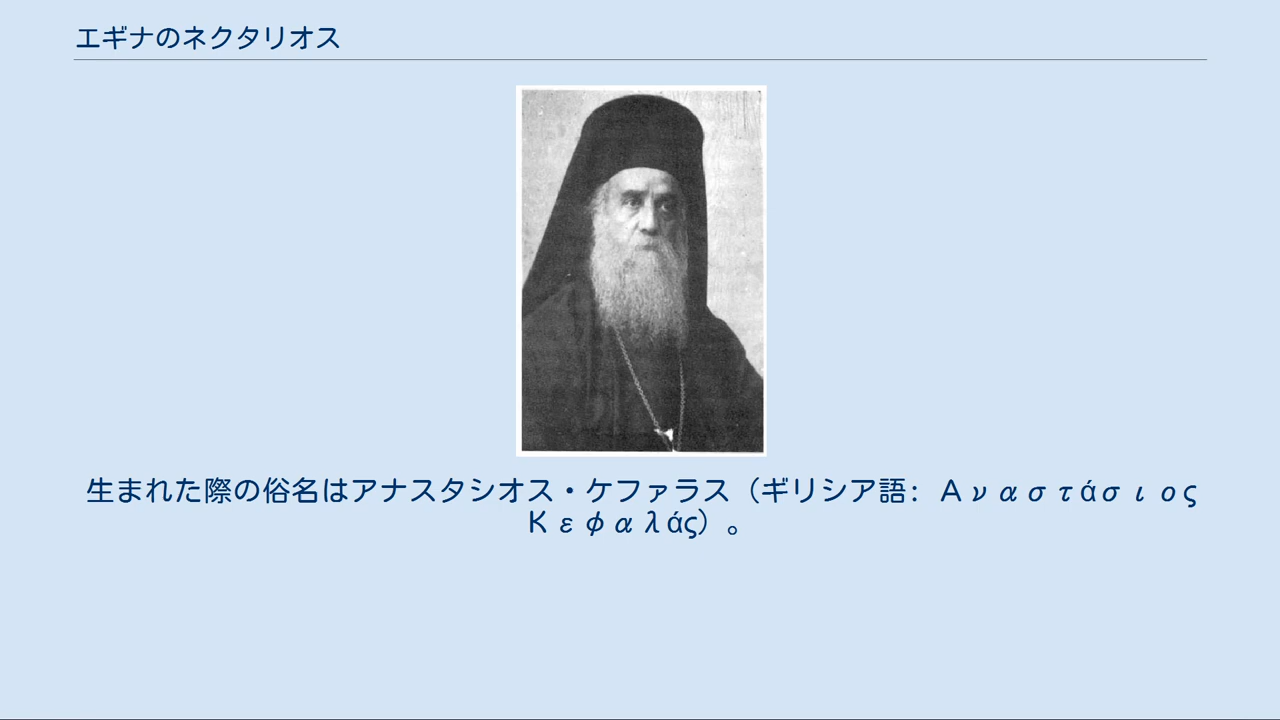 エギナのネクタリオス
生まれた際の俗名はアナスタシオス・ケファラス（ギリシア語：Αναστάσιος
Κεφαλάς）。